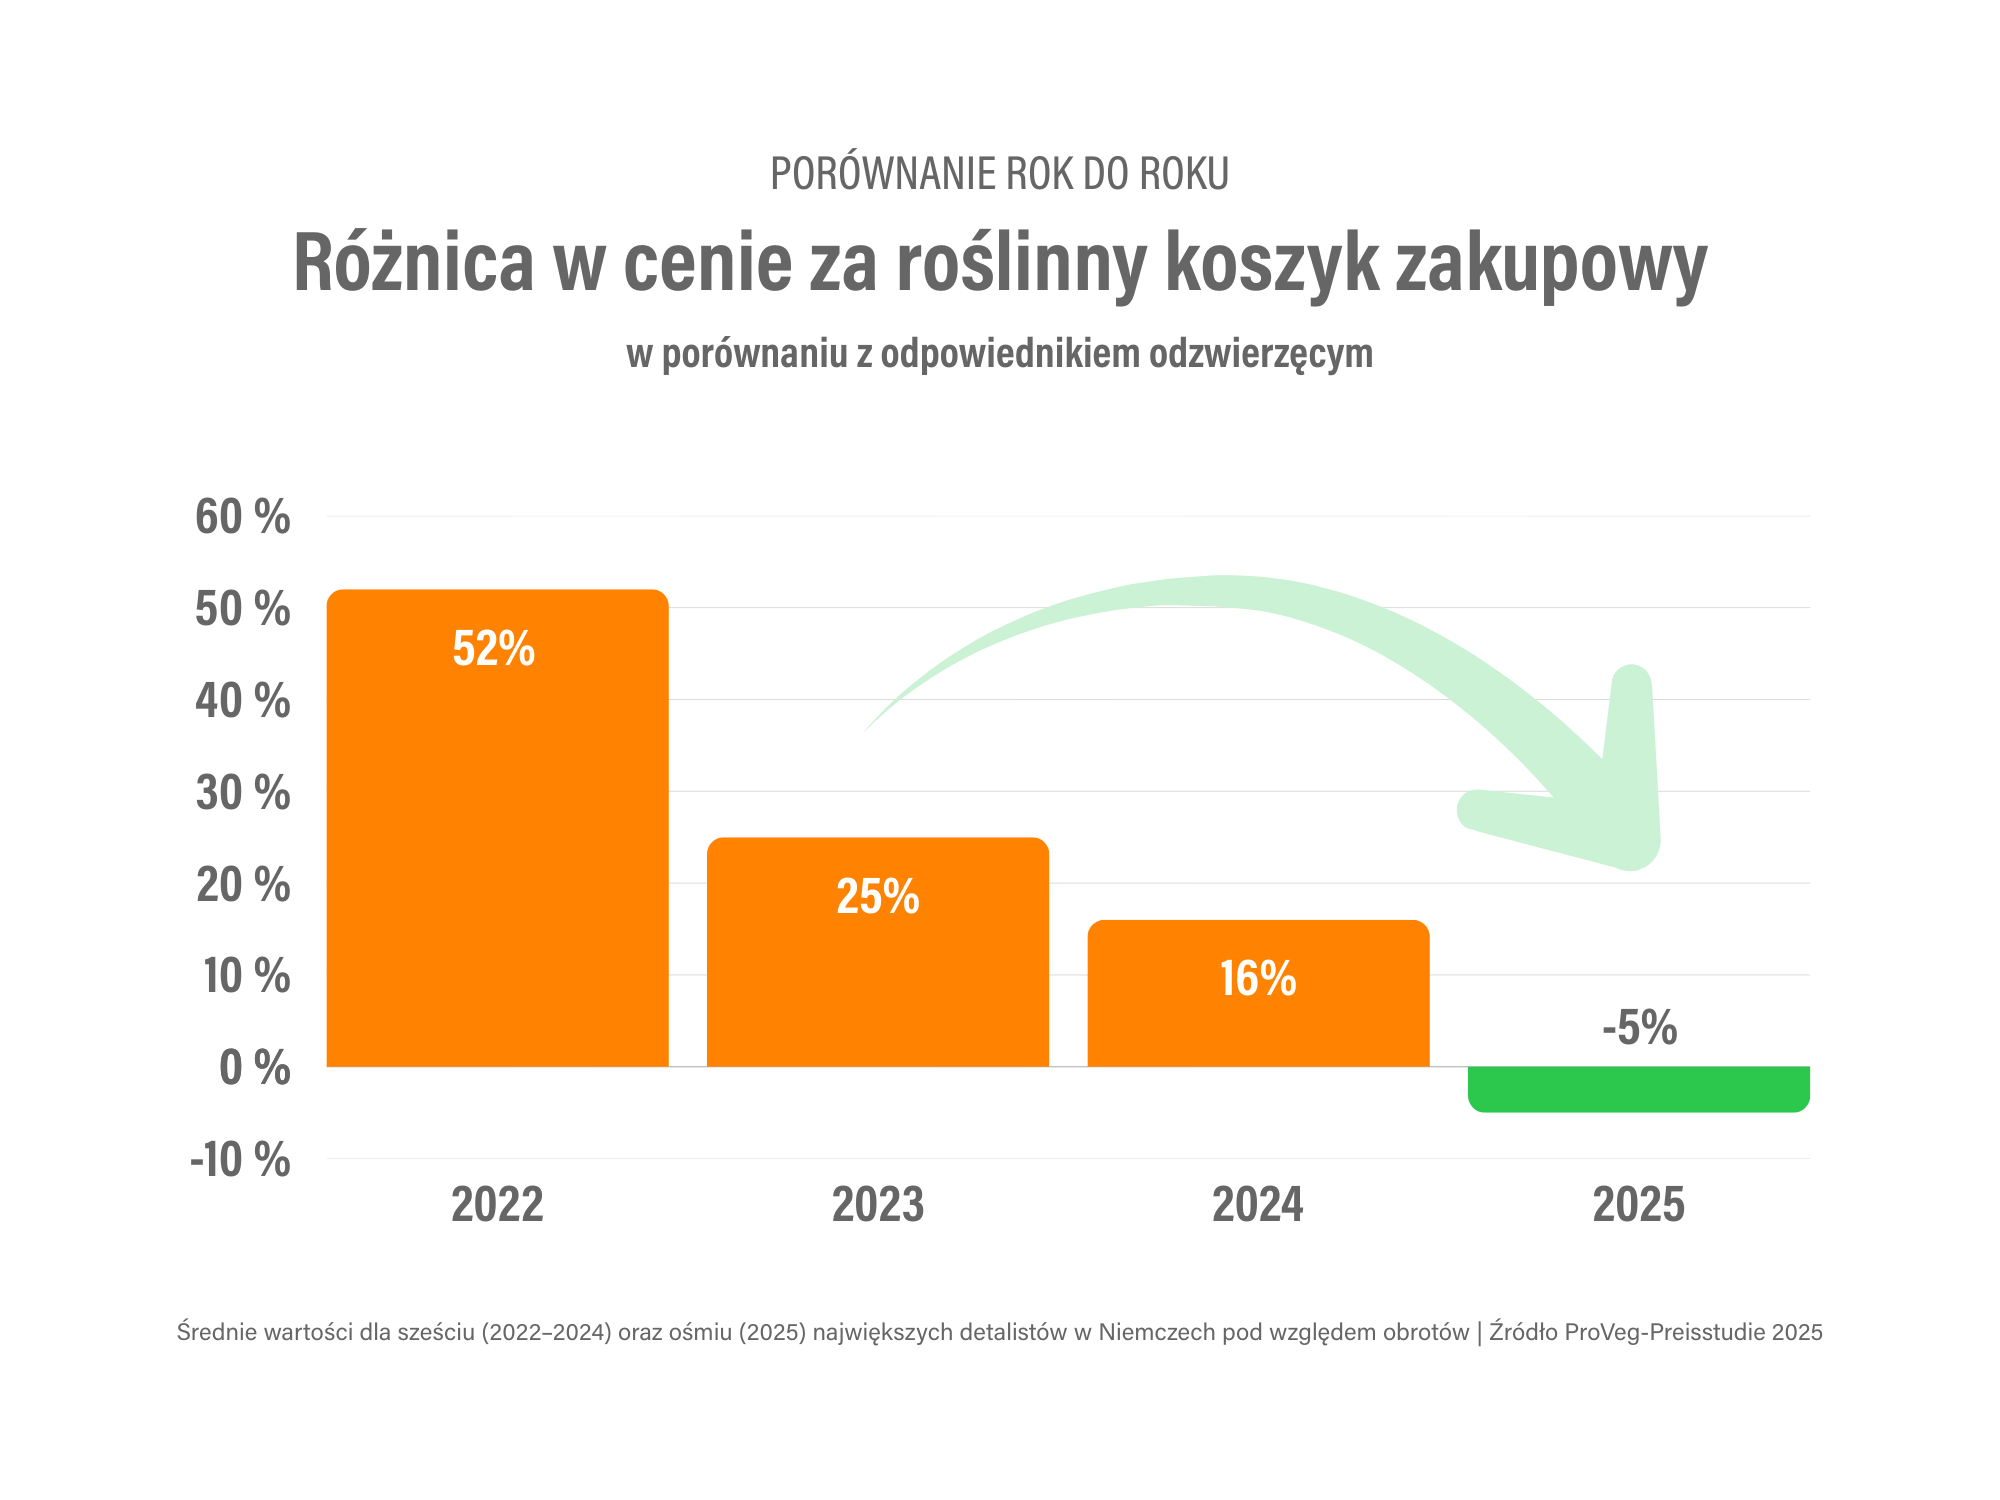 PORÓWNANIE ROK DO ROKU
Różnica w cenie za roślinny koszyk zakupowy
w porównaniu z odpowiednikiem odzwierzęcym
60 %
50 %
52%
40 %
30 %
20 %
25%
10 %
16%
-5%
0 %
-10 %
2022 2023 2024 2025
Średnie wartości dla sześciu (2022–2024) oraz ośmiu (2025) największych detalistów w Niemczech pod względem obrotów | Źródło ProVeg-Preisstudie 2025